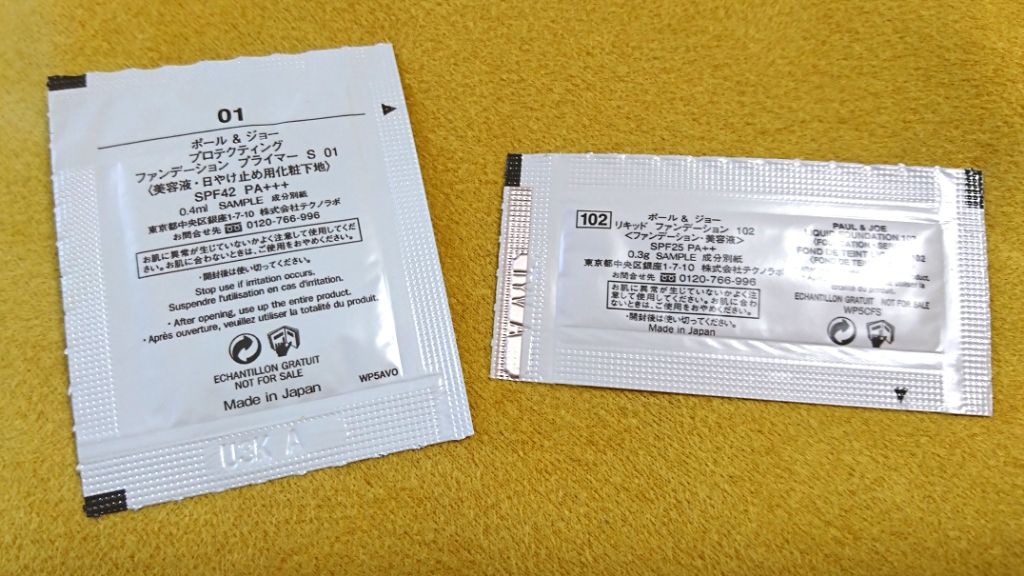 01
ポール & ジョー
プロテクティング
ファンデーション プライマー S 01
〈美容液・日やけ止め用化粧下地〉
SPF42 PA+++
0.4ml SAMPLE 成分別紙
東京都中央区銀座1-7-10 株式会社テクノラボ
お問合せ先 0120-766-996
お肌に異常が生じていないかよく注意して使用してくだ
さい。お肌に合わないときは、ご使用をおやめください。
・開封後は使い切ってください。
Stop use if irritation occurs.
Suspendre l'utilisation en cas d'irritation.
・After opening, use up the entire product.
・Après ouverture, veuillez utiliser la totalité du produit.
ECHANTILLON GRATUIT
NOT FOR SALE
Made in Japan
WP5AVO
U3K A
102
ポール & ジョー
リキッド ファンデーション 102
<ファンデーション・美容液>
SPF25 PA++
0.3g SAMPLE 成分別紙
東京都中央区銀座1-7-10 株式会社テクノラボ
お問合せ先 0120-766-996
お肌に異常が生じていないかよく注
意して使用してください。お肌に合わ
ないときは、ご使用をおやめください。
・開封後は使い切ってください。
Made in Japan
PAUL & JOE
LIQUID FOUNDATION 102
FOND DE TEINT 102
product.
totalité du produit.
ECHANTILLON GRATUIT NOT FOR SALE
WP5CFS